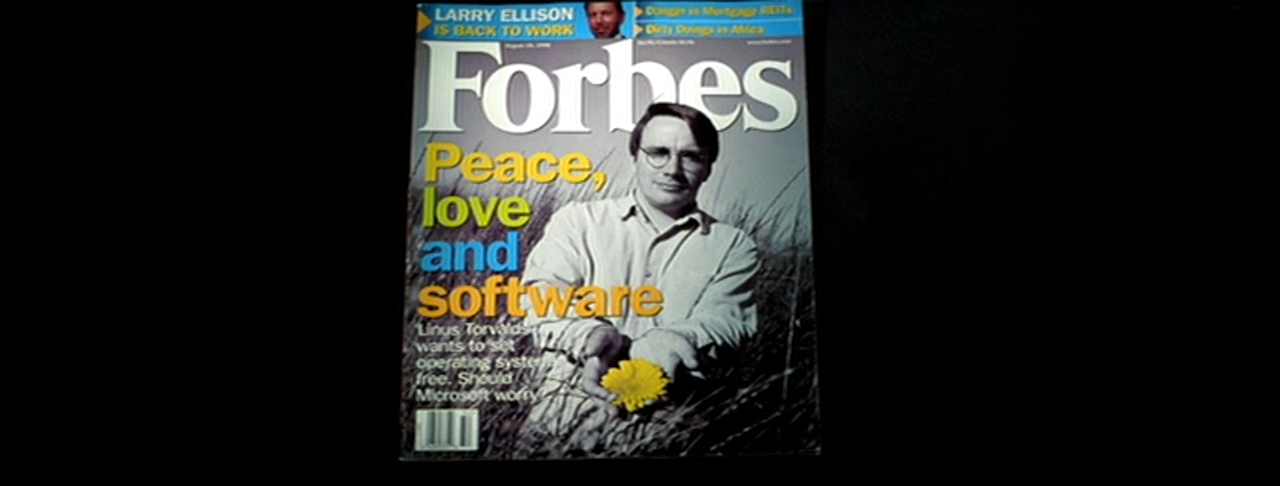 LARRY ELLISON
IS BACK TO WORK
Danger in Mortgage REITs
Dirty Doings in Africa
Forbes
Peace,
love
and
software
Linus Torvalds
wants to set
operating system
free. Should
Microsoft worry?